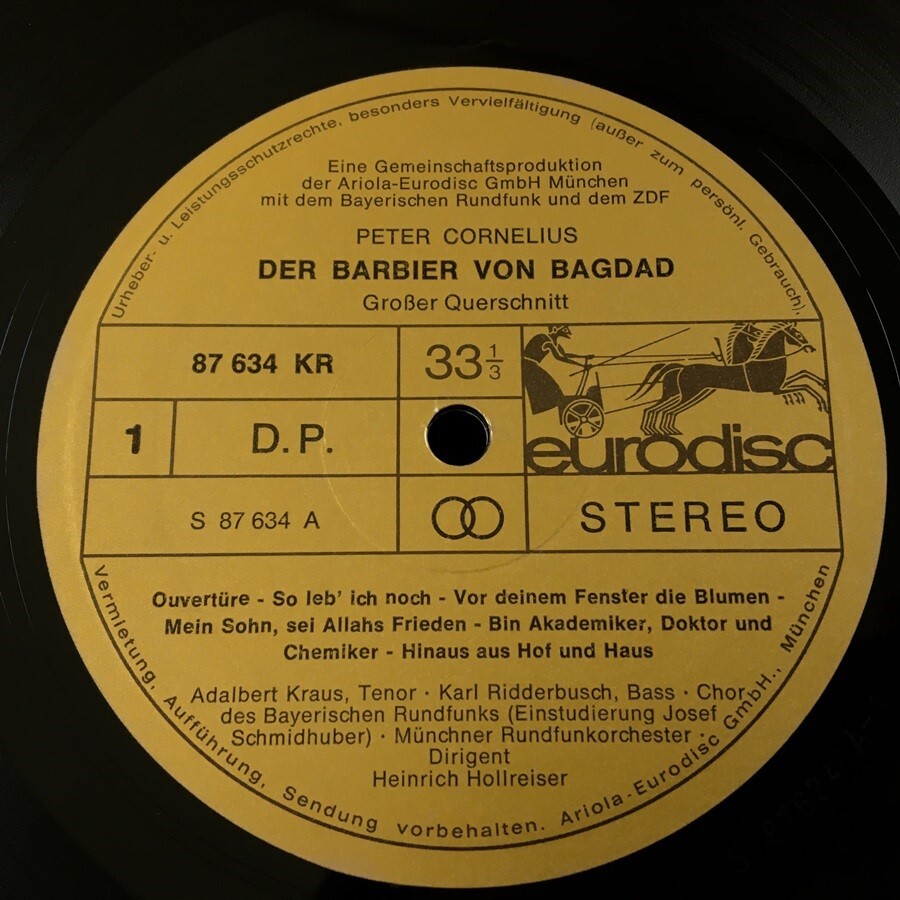 Urheber- u. Leistungsschutzrechte, besonders Vervielfältigung (außer zum persönl. Gebrauch),
Eine Gemeinschaftsproduktion
der Ariola-Eurodisc GmbH München
mit dem Bayerischen Rundfunk und dem ZDF
PETER CORNELIUS
DER BARBIER VON BAGDAD
Großer Querschnitt
87 634 KR
33 1/3
1
D.P.
eurodisc
S 87 634 A
STEREO
Ouvertüre - So leb' ich noch - Vor deinem Fenster die Blumen -
Mein Sohn, sei Allahs Frieden - Bin Akademiker, Doktor und
Chemiker - Hinaus aus Hof und Haus
Adalbert Kraus, Tenor · Karl Ridderbusch, Bass · Chor
des Bayerischen Rundfunks (Einstudierung Josef
Schmidhuber) · Münchner Rundfunkorchester ·
Dirigent
Heinrich Hollreiser
Vermietung, Aufführung, Sendung vorbehalten. Ariola-Eurodisc GmbH., München